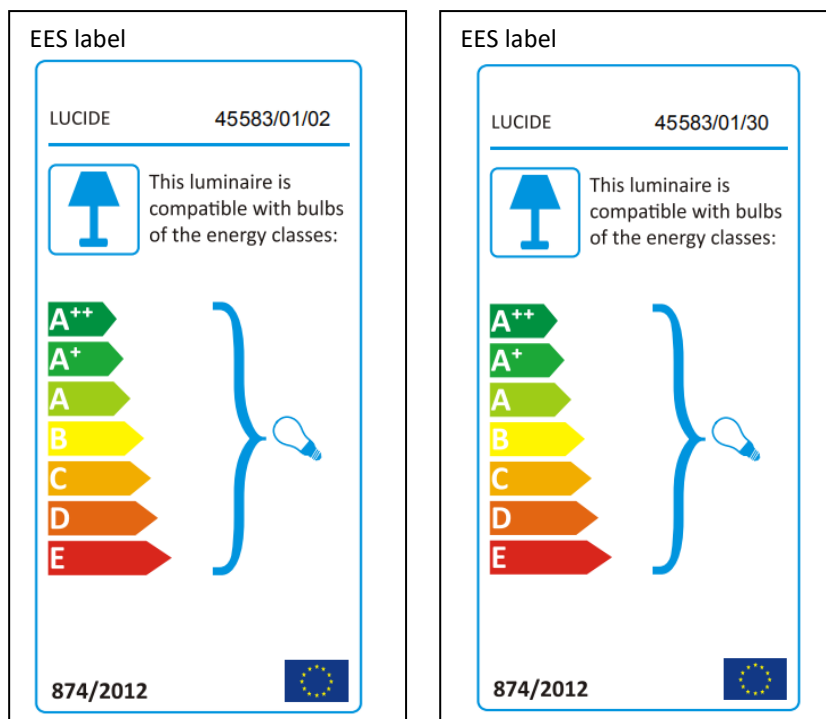 EES label
LUCIDE 45583/01/02
This luminaire is
compatible with bulbs
of the energy classes:
A++
A+
A
B
C
D
E
874/2012
EES label
LUCIDE 45583/01/30
This luminaire is
compatible with bulbs
of the energy classes:
A++
A+
A
B
C
D
E
874/2012